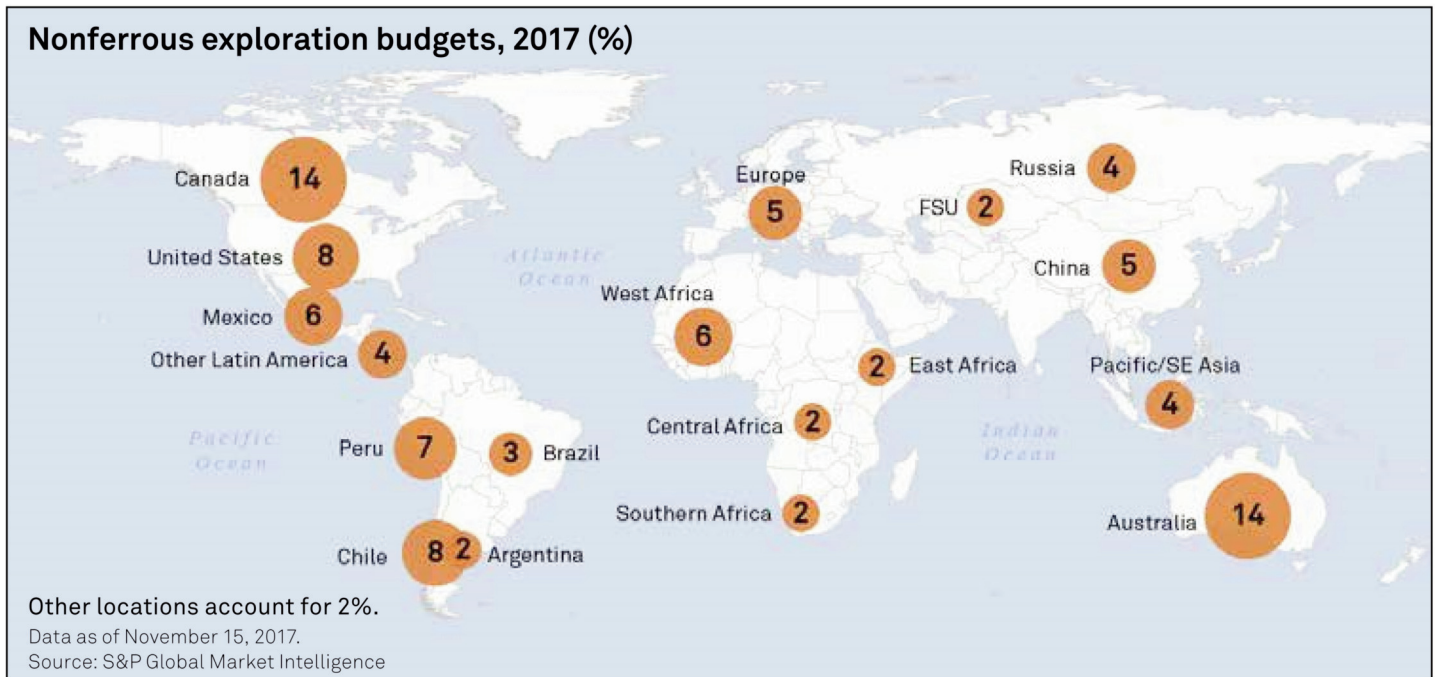 Nonferrous exploration budgets, 2017 (%)
Canada 14
United States 8
Mexico 6
Other Latin America 4
Peru 7
3 Brazil
Chile 8
2 Argentina
Atlantic
Ocean
Pacific
Ocean
Europe
5
West Africa
6
2 East Africa
Central Africa 2
Southern Africa 2
Russia 4
FSU 2
China 5
Pacific/SE Asia
4
Indian
Ocean
Australia 14
Other locations account for 2%.
Data as of November 15, 2017.
Source: S&P Global Market Intelligence